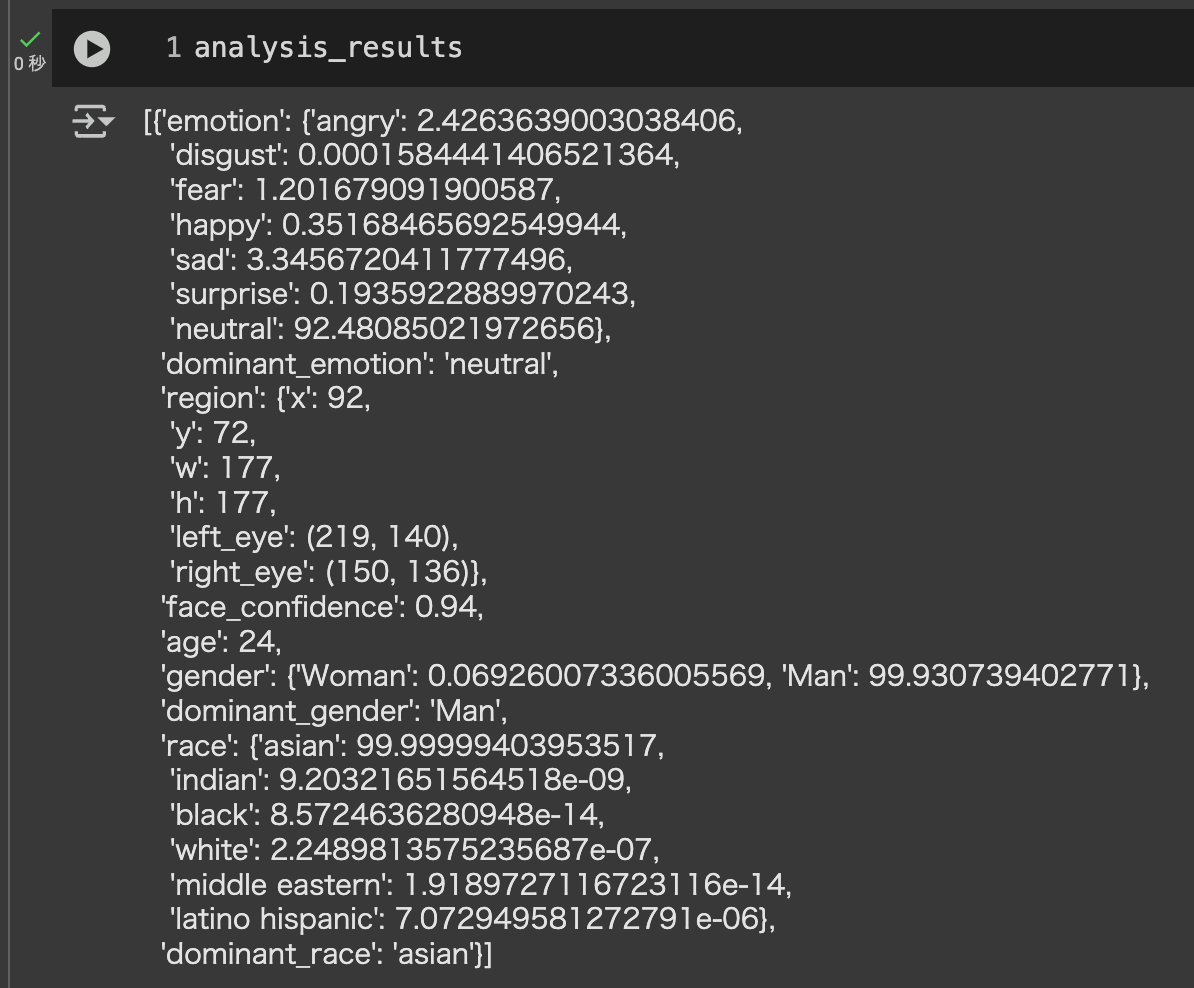 0 秒
1 analysis_results
[{'emotion': {'angry': 2.4263639003038406,
'disgust': 0.0001584441406521364,
'fear': 1.201679091900587,
'happy': 0.35168465692549944,
'sad': 3.3456720411777496,
'surprise': 0.1935922889970243,
'neutral': 92.48085021972656},
'dominant_emotion': 'neutral',
'region': {'x': 92,
'y': 72,
'w': 177,
'h': 177,
'left_eye': (219, 140),
'right_eye': (150, 136)},
'face_confidence': 0.94,
'age': 24,
'gender': {'Woman': 0.06926007336005569, 'Man': 99.930739402771},
'dominant_gender': 'Man',
'race': {'asian': 99.99999403953517,
'indian': 9.20321651564518e-09,
'black': 8.5724636280948e-14,
'white': 2.2489813575235687e-07,
'middle eastern': 1.9189727116723116e-14,
'latino hispanic': 7.072949581272791e-06},
'dominant_race': 'asian'}]